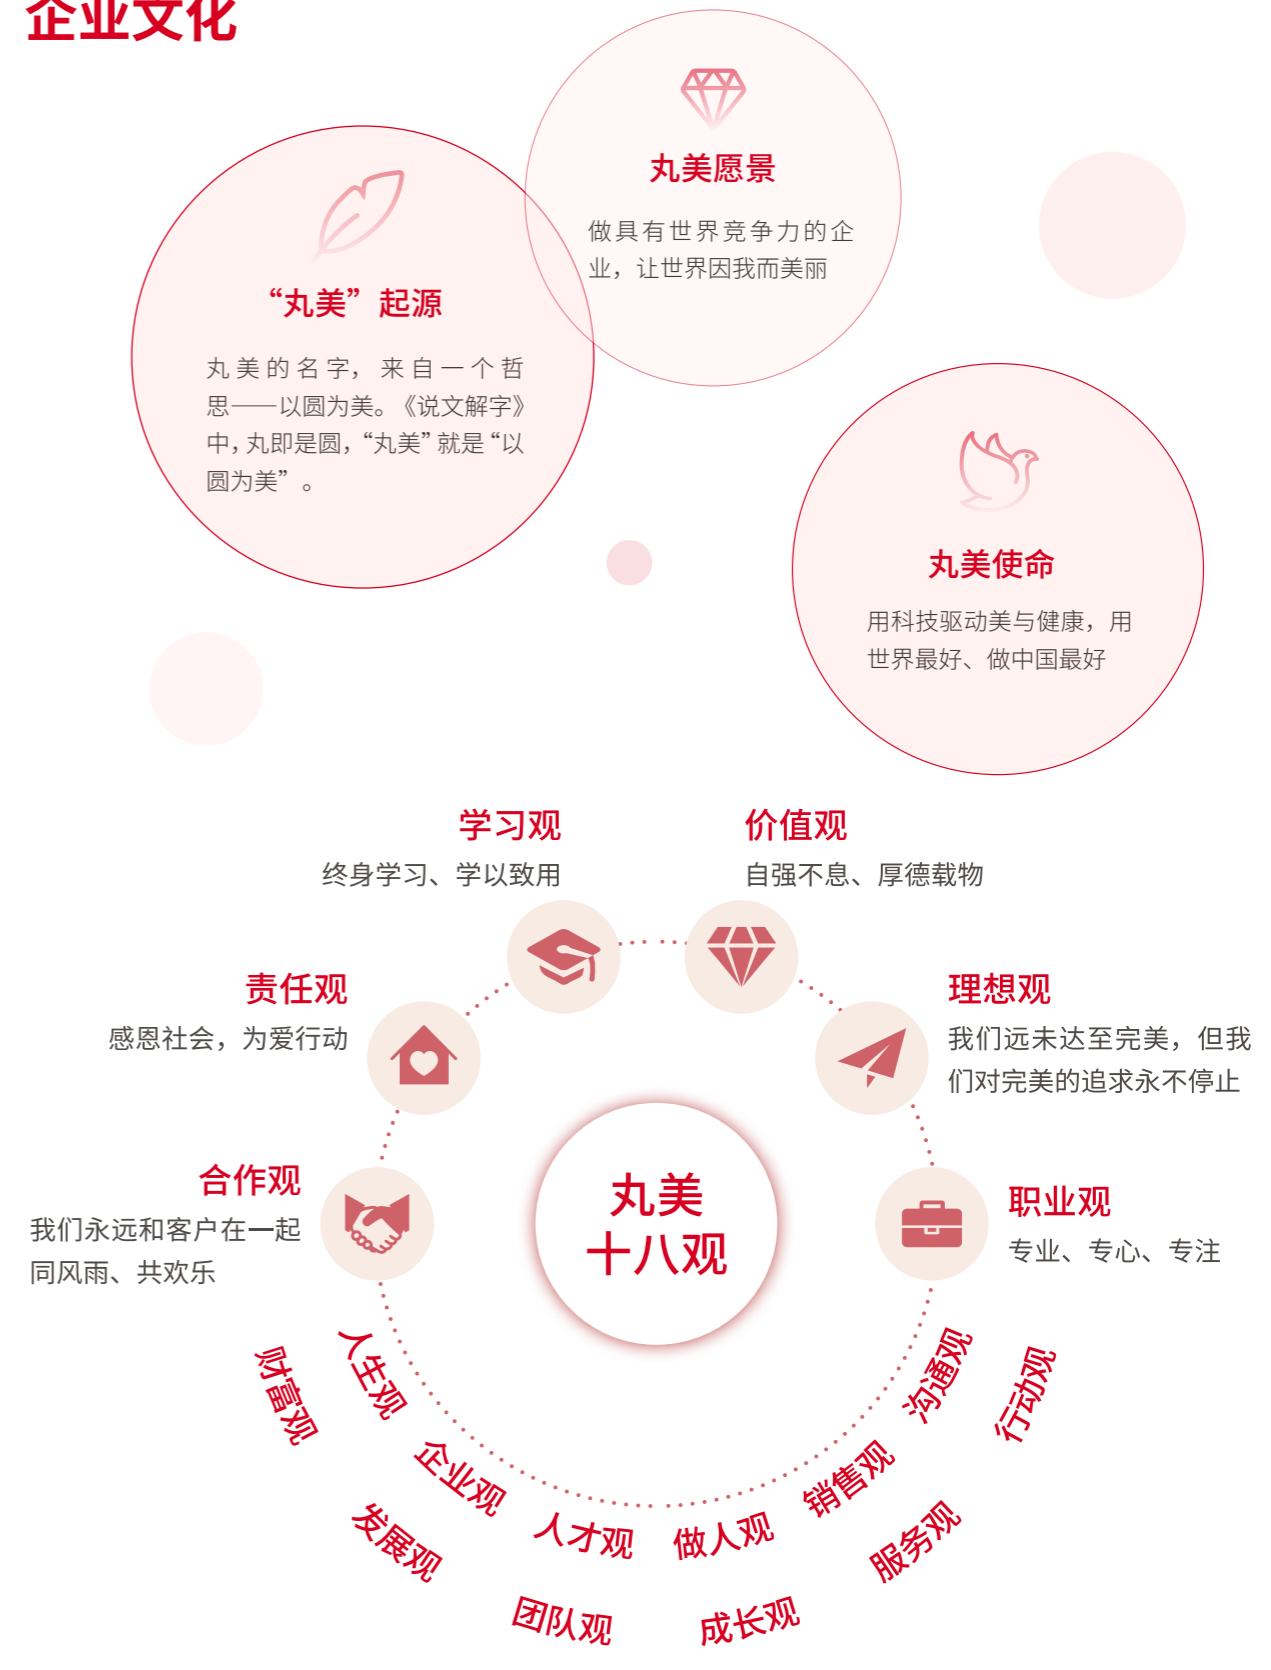 企业文化
丸美愿景
做具有世界竞争力的企
业，让世界因我而美丽
“丸美”起源
丸美的名字，来自一个哲
思——以圆为美。《说文解字》
中，丸即是圆，“丸美”就是“以
圆为美”。
丸美使命
用科技驱动美与健康，用
世界最好、做中国最好
学习观
终身学习、学以致用
价值观
自强不息、厚德载物
责任观
感恩社会，为爱行动
理想观
我们远未达至完美，但我
们对完美的追求永不停止
合作观
我们永远和客户在一起
同风雨、共欢乐
丸美
十八观
职业观
专业、专心、专注
人生观
企业观
人才观
做人观
销售观
沟通观
财富观
发展观
团队观
成长观
服务观
行动观